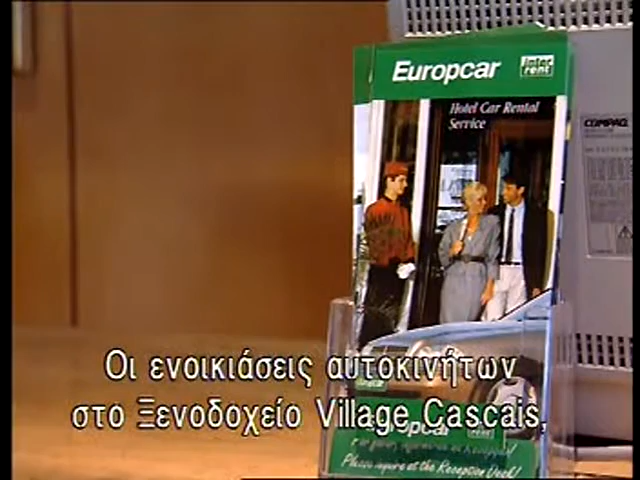 Europcar
Inter
rent
Hotel Car Rental
Service
COMPAQ
Οι ενοικιάσεις αυτοκινήτων
στο Ξενοδοχείο Village Cascais,
Europcar
Please inquire at the Reception Desk!